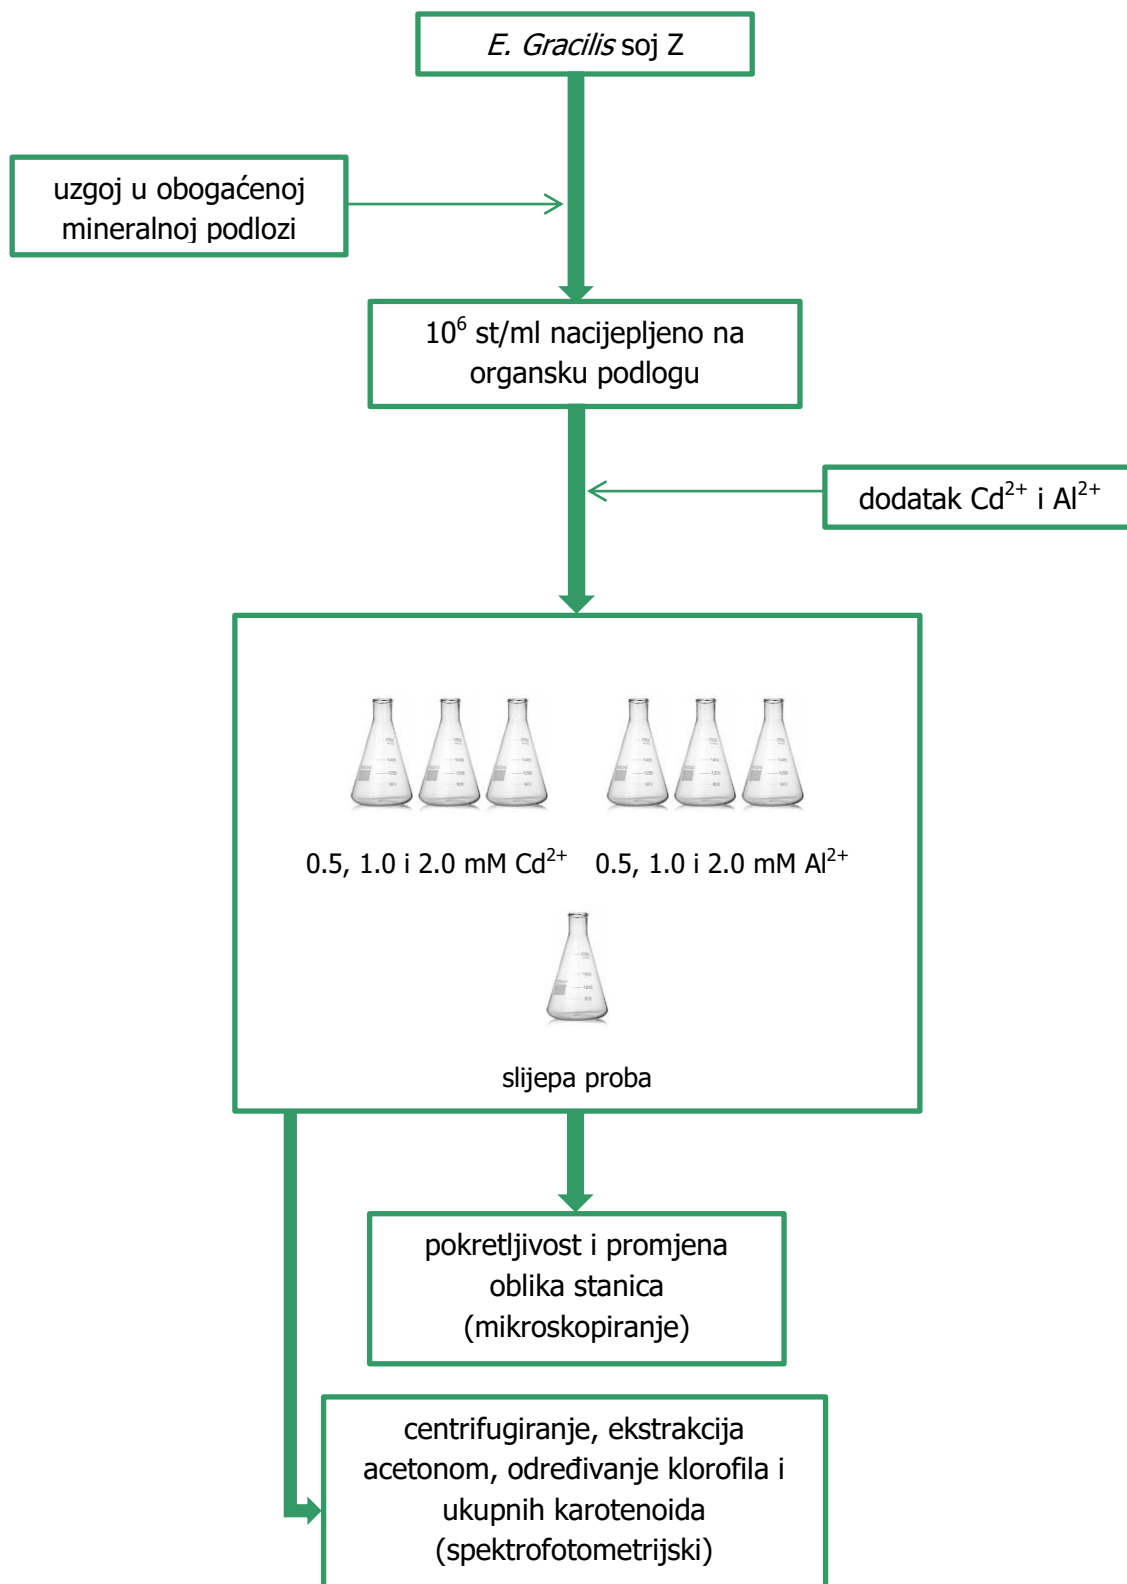 E. Gracilis soj Z
uzgoj u obogaćenoj
mineralnoj podlozi
10⁶ st/ml nacijepljeno na
organsku podlogu
dodatak Cd²⁺ i Al²⁺
0.5, 1.0 i 2.0 mM Cd²⁺
0.5, 1.0 i 2.0 mM Al²⁺
slijepa proba
pokretljivost i promjena
oblika stanica
(mikroskopiranje)
centrifugiranje, ekstrakcija
acetonom, određivanje klorofila i
ukupnih karotenoida
(spektrofotometrijski)